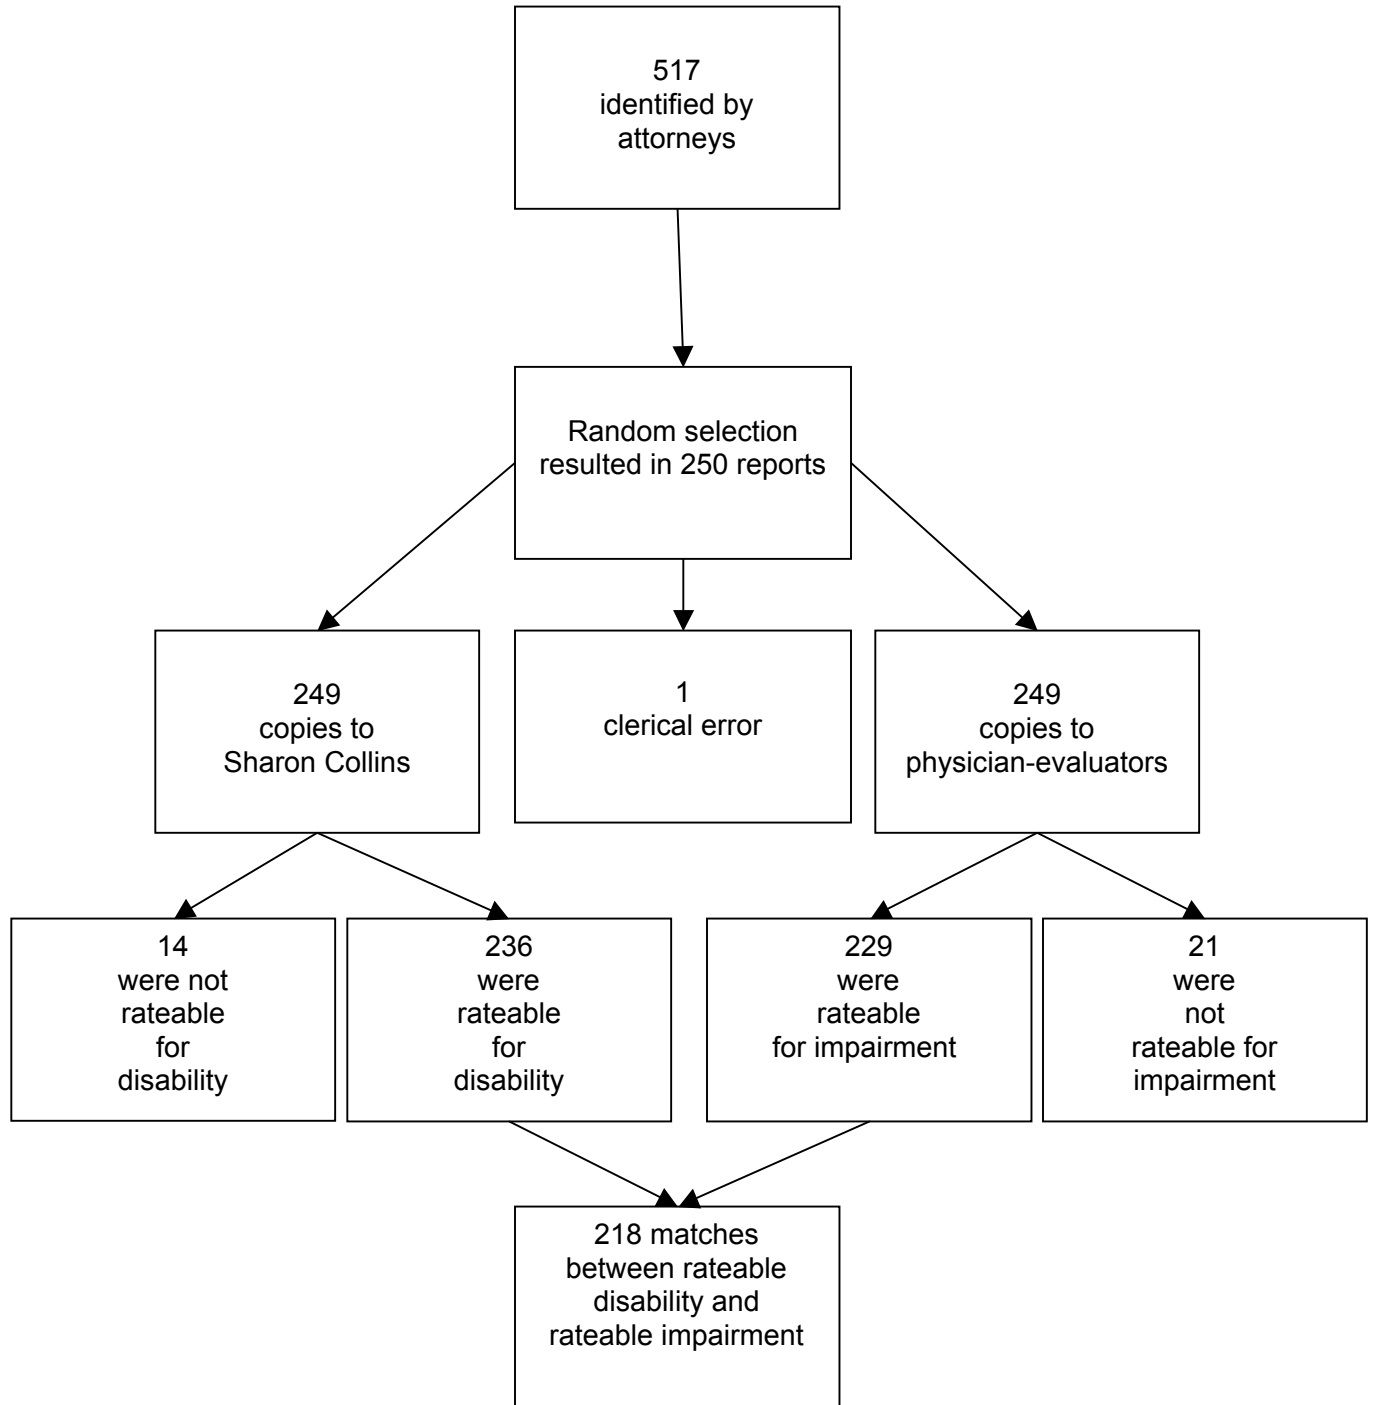 517
identified by
attorneys
Random selection
resulted in 250 reports
249
copies to
Sharon Collins
1
clerical error
249
copies to
physician-evaluators
14
were not
rateable
for
disability
236
were
rateable
for
disability
229
were
rateable
for impairment
21
were
not
rateable for
impairment
218 matches
between rateable
disability and
rateable impairment